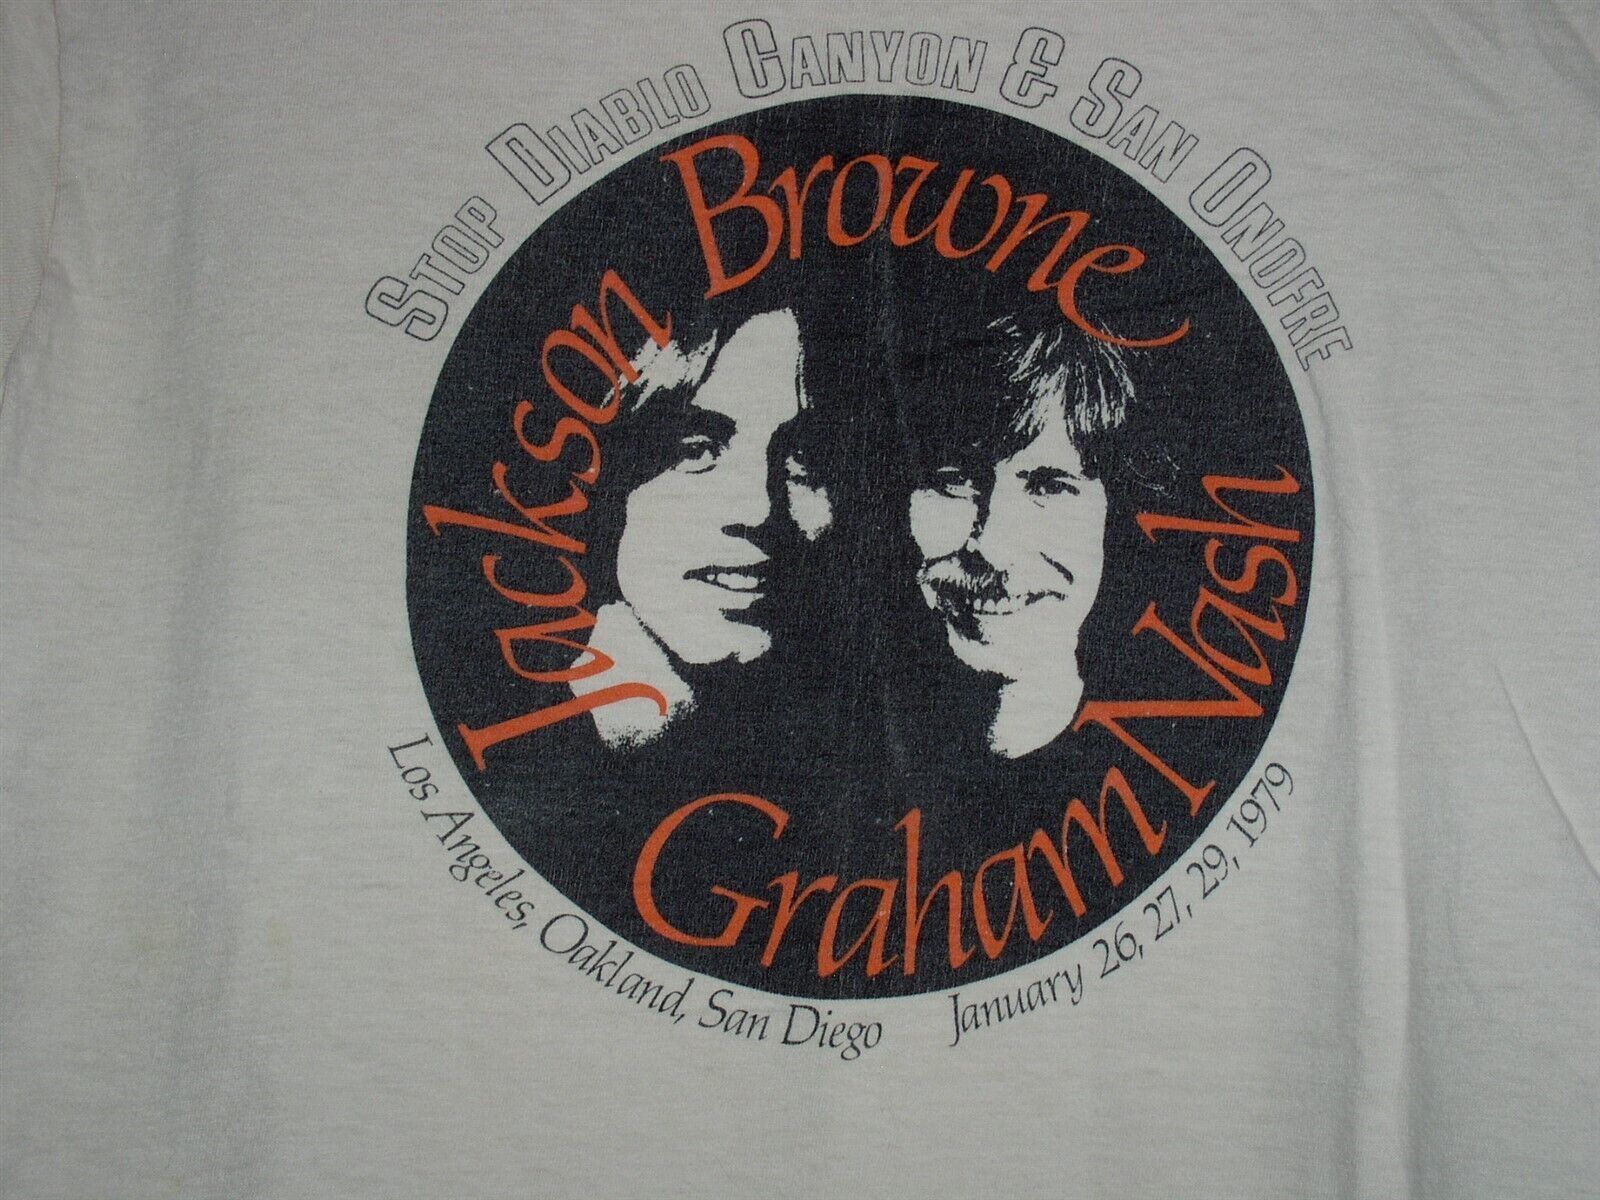 STOP DIABLO CANYON & SAN ONOFRE
Jackson Browne
Graham Nash
Los Angeles, Oakland, San Diego
January 26, 27, 29, 1979